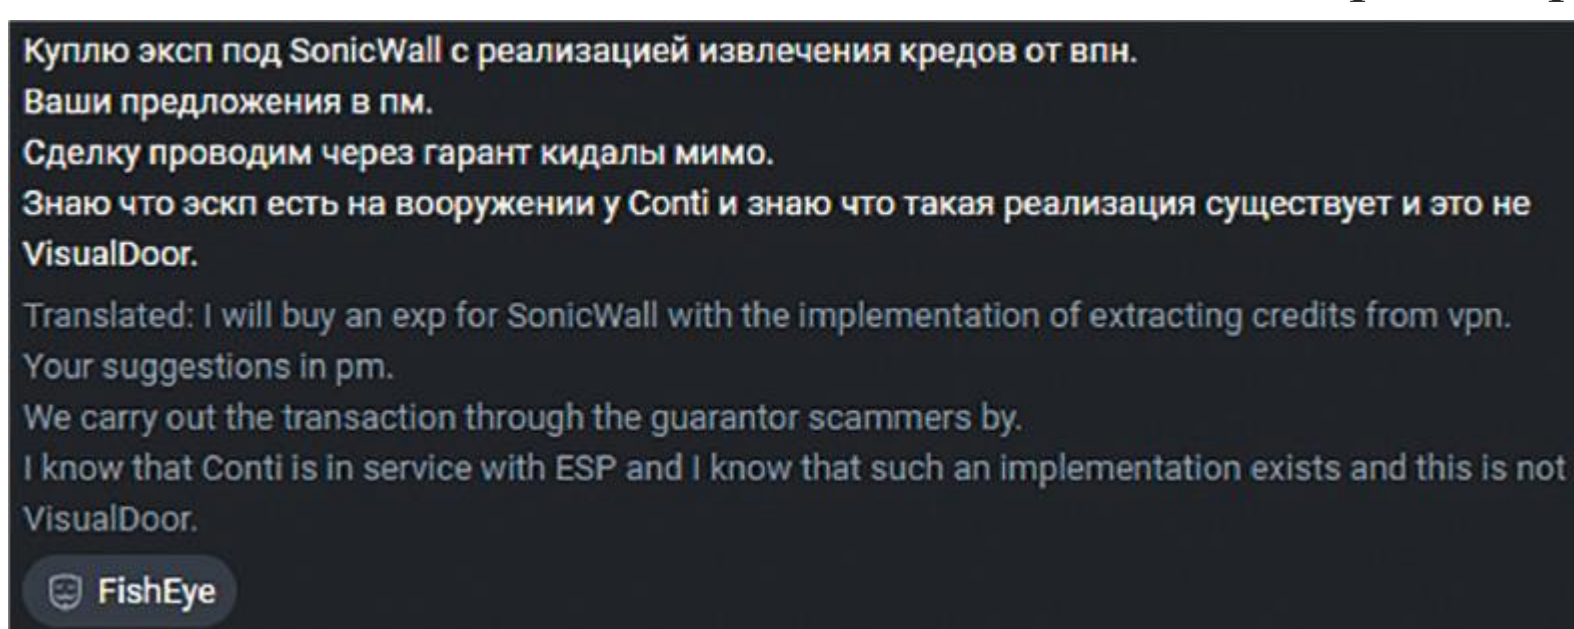 Куплю эксп под SonicWall с реализацией извлечения кредов от впн.
Ваши предложения в пм.
Сделку проводим через гарант кидалы мимо.
Знаю что эскп есть на вооружении у Conti и знаю что такая реализация существует и это не
VisualDoor.
Translated: I will buy an exp for SonicWall with the implementation of extracting credits from vpn.
Your suggestions in pm.
We carry out the transaction through the guarantor scammers by.
I know that Conti is in service with ESP and I know that such an implementation exists and this is not
VisualDoor.
FishEye